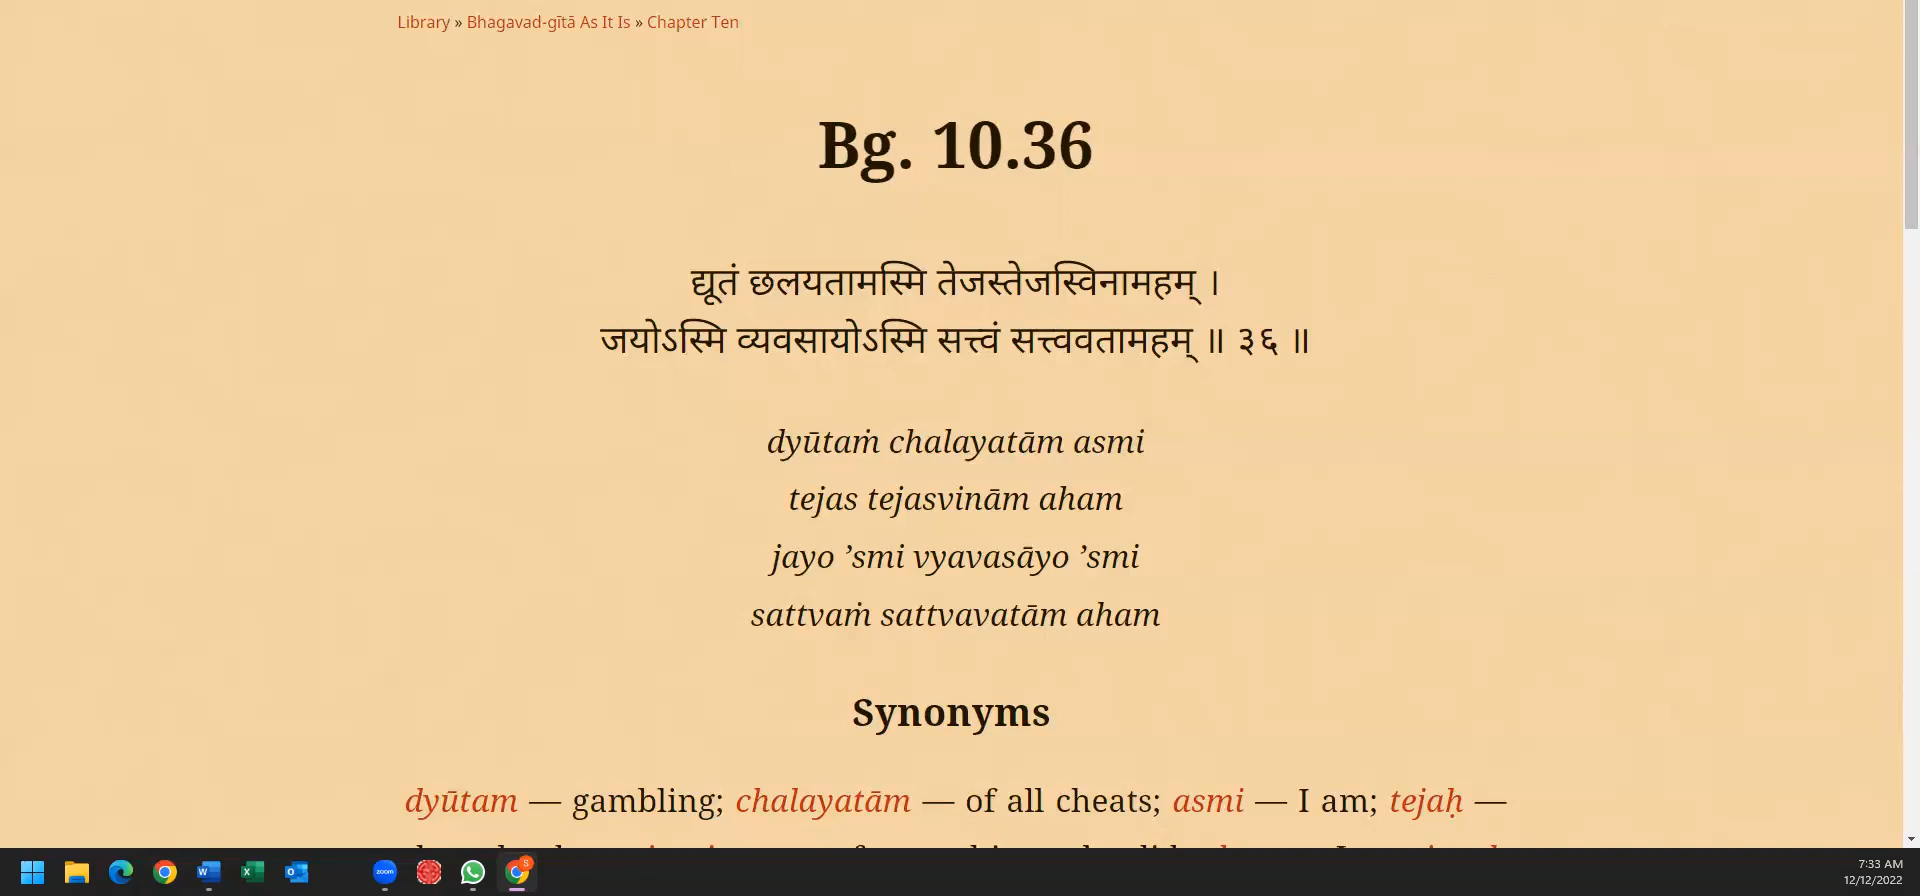 Library » Bhagavad-gītā As It Is » Chapter Ten
Bg. 10.36
द्यूतं छलयतामस्मि तेजस्तेजस्विनामहम् ।
जयोऽस्मि व्यवसायोऽस्मि सत्त्वं सत्त्ववतामहम् ॥ ३६ ॥
dyūtaṁ chalayatām asmi
tejas tejasvinām aham
jayo ’smi vyavasāyo ’smi
sattvaṁ sattvavatām aham
Synonyms
dyūtam — gambling; chalayatām — of all cheats; asmi — I am; tejaḥ —
zoom
7:33 AM
12/12/2022